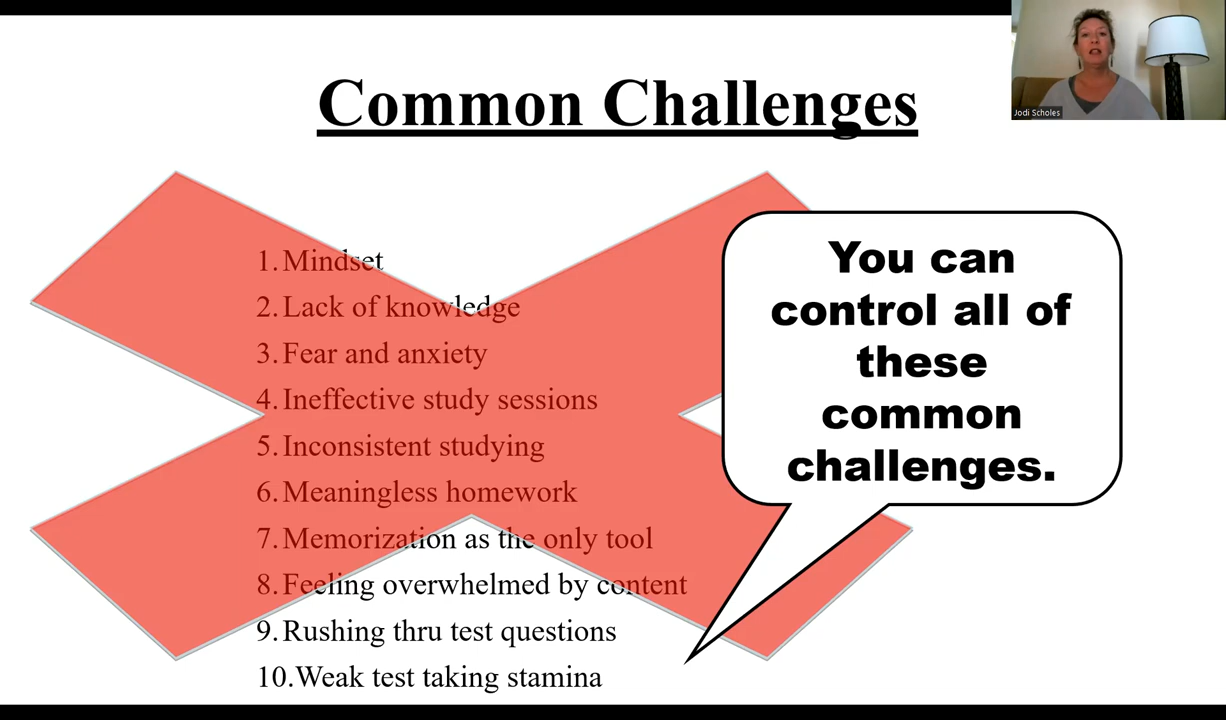 Common Challenges
Jodi Scholes
1. Mindset
2. Lack of knowledge
3. Fear and anxiety
4. Ineffective study sessions
5. Inconsistent studying
6. Meaningless homework
7. Memorization as the only tool
8. Feeling overwhelmed by content
9. Rushing thru test questions
10. Weak test taking stamina
You can
control all of
these
common
challenges.